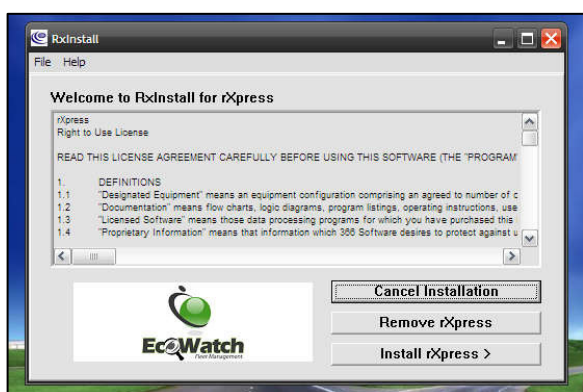 RxInstall
File Help
Welcome to RxInstall for rXpress
rXpress
Right to Use License
READ THIS LICENSE AGREEMENT CAREFULLY BEFORE USING THIS SOFTWARE (THE "PROGRAM
1. DEFINITIONS
1.1 "Designated Equipment" means an equipment configuration comprising an agreed to number of c
1.2 "Documentation" means flow charts, logic diagrams, program listings, operating instructions, use
1.3 "Licensed Software" means those data processing programs for which you have purchased this
1.4 "Proprietary Information" means that information which 366 Software desires to protect against u
Cancel Installation
EcoWatch
Fleet Management
Remove rXpress
Install rXpress >